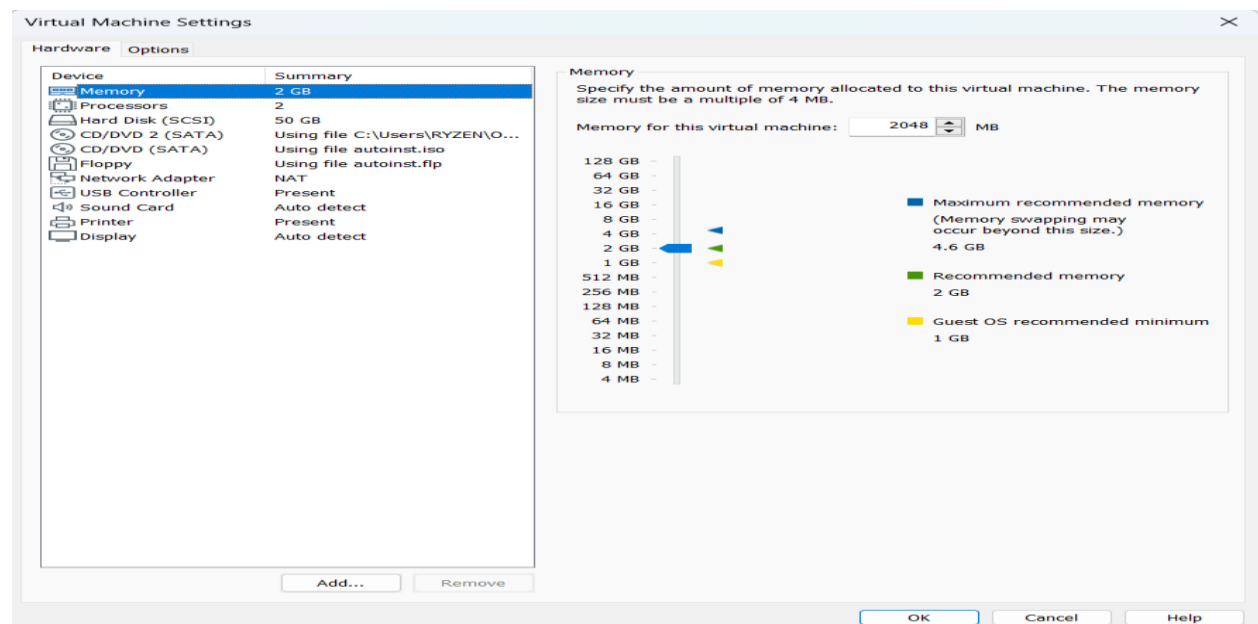 Virtual Machine Settings
Hardware Options
Device Summary
Memory 2 GB
Processors 2
Hard Disk (SCSI) 50 GB
CD/DVD 2 (SATA) Using file C:\Users\RYZEN\O...
CD/DVD (SATA) Using file autoinst.iso
Floppy Using file autoinst.flp
Network Adapter NAT
USB Controller Present
Sound Card Auto detect
Printer Present
Display Auto detect
Add... Remove
Memory
Specify the amount of memory allocated to this virtual machine. The memory
size must be a multiple of 4 MB.
Memory for this virtual machine: 2048 MB
128 GB
64 GB
32 GB
16 GB
8 GB
4 GB
2 GB
1 GB
512 MB
256 MB
128 MB
64 MB
32 MB
16 MB
8 MB
4 MB
Maximum recommended memory
(Memory swapping may
occur beyond this size.)
4.6 GB
Recommended memory
2 GB
Guest OS recommended minimum
1 GB
OK Cancel Help